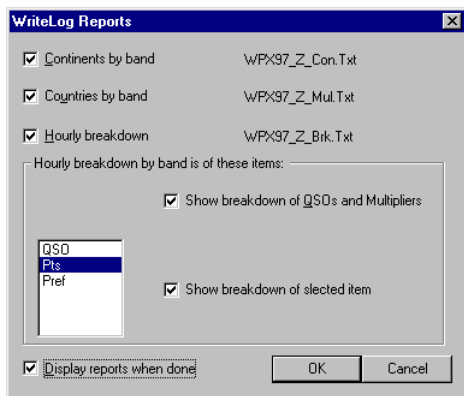 WriteLog Reports
Continents by band WPX97_Z_Con.Txt
Countries by band WPX97_Z_Mul.Txt
Hourly breakdown WPX97_Z_Brk.Txt
Hourly breakdown by band is of these items:
Show breakdown of QSOs and Multipliers
QSO
Pts
Pref
Show breakdown of slected item
Display reports when done
OK Cancel